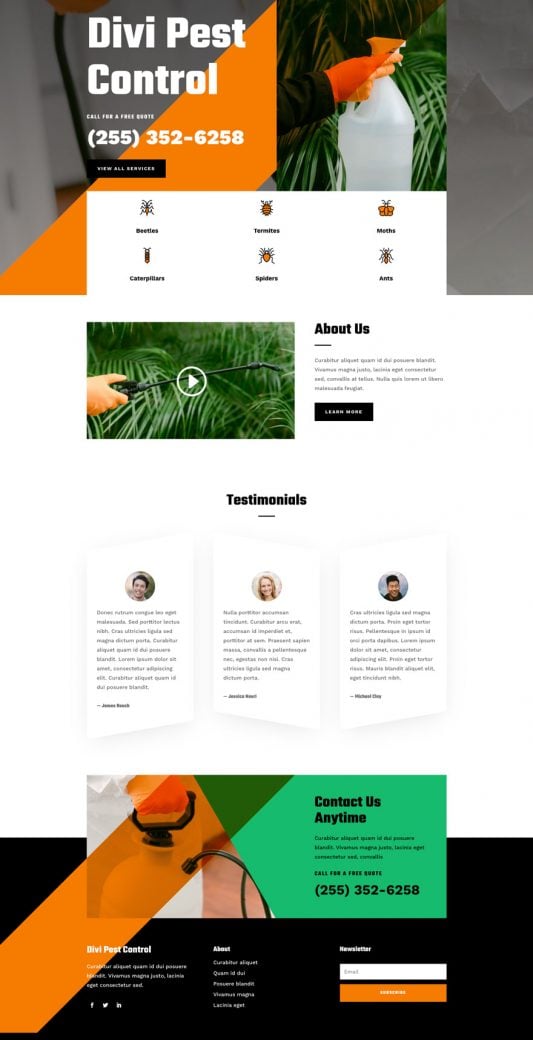 Divi Pest
Control
CALL FOR A FREE QUOTE
(255) 352-6258
VIEW ALL SERVICES
Beetles
Termites
Moths
Caterpillars
Spiders
Ants
About Us
Curabitur aliquet quam id dui posuere blandit.
Vivamus magna justo, lacinia eget consectetur
sed, convallis at tellus. Nulla quis lorem ut libero
malesuada feugiat.
LEARN MORE
Testimonials
Donec rutrum congue leo eget
malesuada. Sed porttitor lectus
nibh. Cras ultricies ligula sed
magna dictum porta. Curabitur
aliquet quam id dui posuere
blandit. Lorem ipsum dolor sit
amet, consectetur adipiscing
elit. Curabitur aliquet quam id
dui posuere blandit.
— James Roach
Nulla porttitor accumsan
tincidunt. Curabitur arcu erat,
accumsan id imperdiet et,
porttitor at sem. Praesent sapien
massa, convallis a pellentesque
nec, egestas non nisi. Cras
ultricies ligula sed magna
dictum porta.
Cras ultricies ligula sed magna
dictum porta. Proin eget tortor
risus. Pellentesque in ipsum id
orci porta dapibus. Lorem ipsum
dolor sit amet, consectetur
adipiscing elit. Proin eget tortor
risus. Mauris blandit aliquet elit,
eget tincidunt nibh.
— Michael Clay
Contact Us
Anytime
Curabitur aliquet quam id dui posuere
blandit. Vivamus magna justo, lacinia eget
consectetur sed, convallis
CALL FOR A FREE QUOTE
(255) 352-6258
Divi Pest Control
Curabitur aliquet quam id dui posuere
blandit. Vivamus magna justo, lacinia
eget consectetur sed.
About
Curabitur aliquet
Quam id dui
Posuere blandit
Vivamus magna
Lacinia eget
Newsletter
Email
SUBSCRIBE